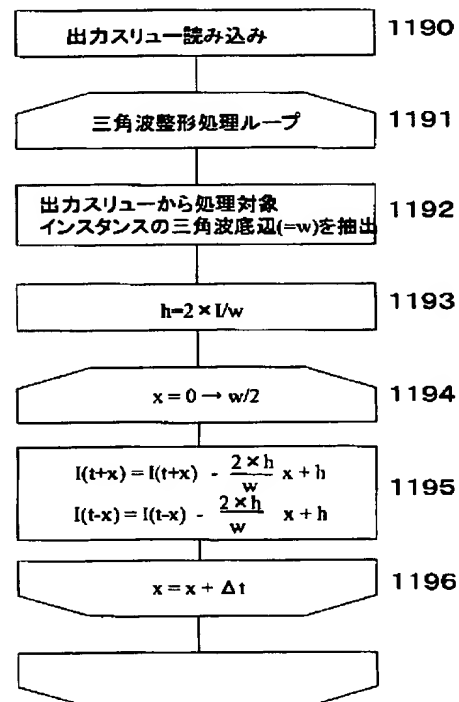 出力スリュー読み込み 1190
三角波整形処理ループ 1191
出力スリューから処理対象 1192
インスタンスの三角波底辺(=w)を抽出
h=2×I/w 1193
x = 0 → w/2 1194
I(t+x) = I(t+x) - 2×h/w x + h 1195
I(t-x) = I(t-x) - 2×h/w x + h
x = x + Δt 1196